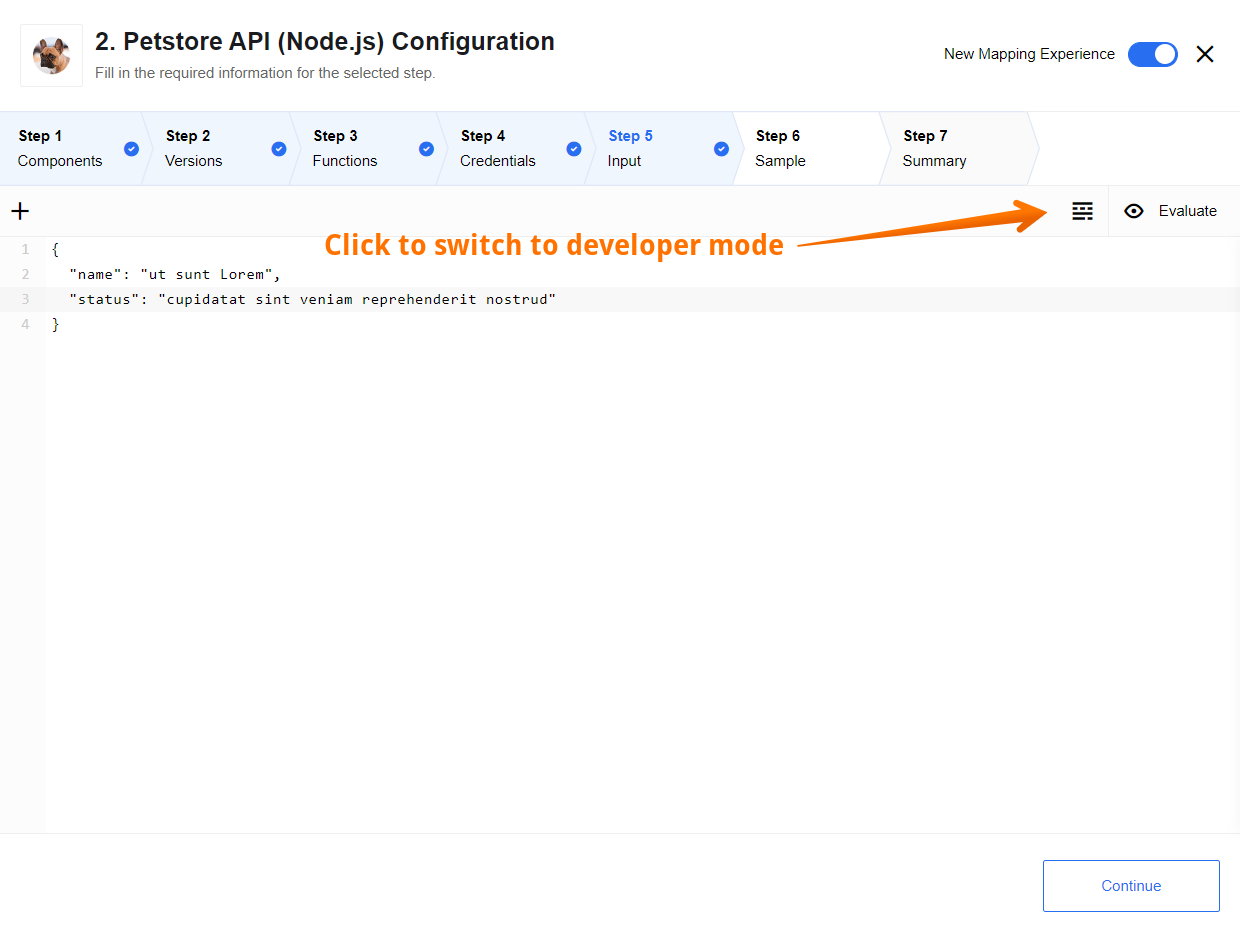 2. Petstore API (Node.js) Configuration
Fill in the required information for the selected step.
New Mapping Experience
Step 1
Components
Step 2
Versions
Step 3
Functions
Step 4
Credentials
Step 5
Input
Step 6
Sample
Step 7
Summary
Evaluate
Click to switch to developer mode
1 {
2 "name": "ut sunt Lorem",
3 "status": "cupidatat sint veniam reprehenderit nostrud"
4 }
Continue